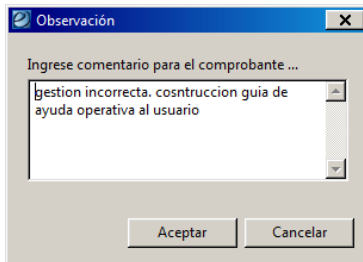 Observación
Ingrese comentario para el comprobante ...
gestion incorrecta. cosntruccion guia de
ayuda operativa al usuario
Aceptar
Cancelar